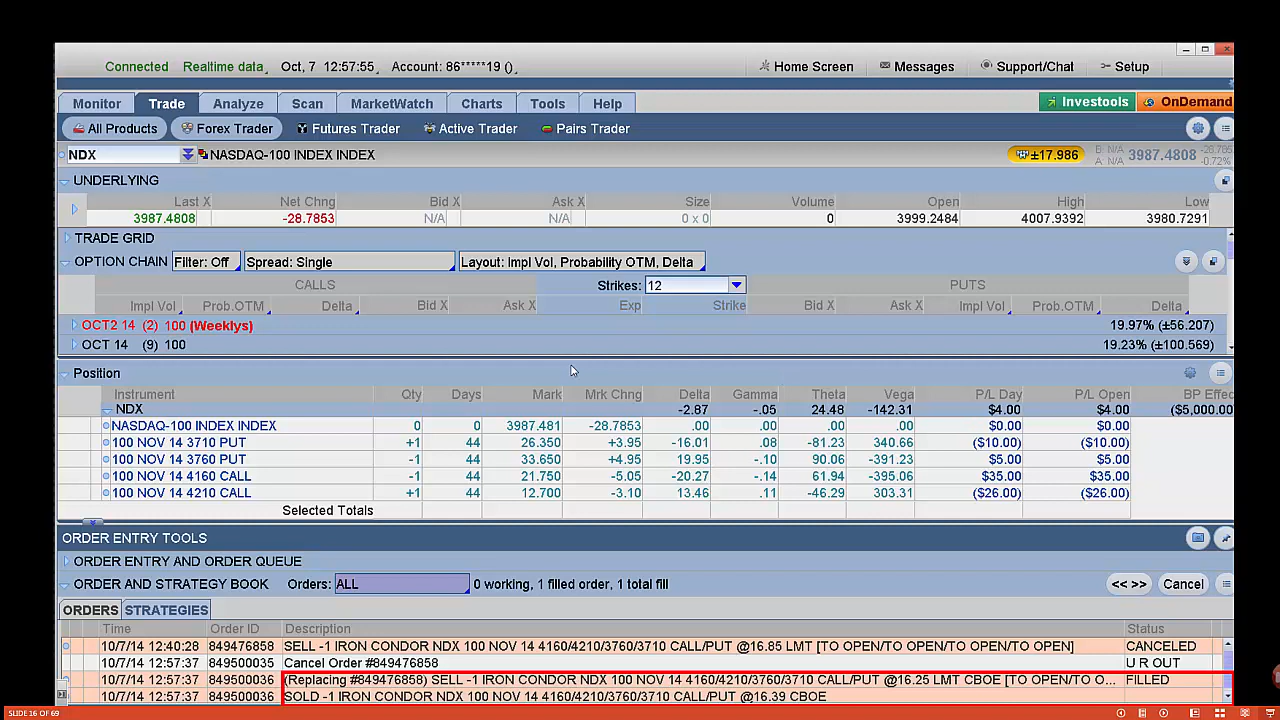 Connected Realtime data Oct, 7 12:57:55 Account: 86*****19 () Home Screen Messages Support/Chat Setup
Monitor Trade Analyze Scan MarketWatch Charts Tools Help Investools OnDemand
All Products Forex Trader Futures Trader Active Trader Pairs Trader
NDX NASDAQ-100 INDEX INDEX ±17.986 B: N/A A: N/A 3987.4808 -28.785 -0.72%
UNDERLYING
Last X Net Chng Bid X Ask X Size Volume Open High Low
3987.4808 -28.7853 N/A N/A 0 x 0 0 3999.2484 4007.9392 3980.7291
TRADE GRID
OPTION CHAIN Filter: Off Spread: Single Layout: Impl Vol, Probability OTM, Delta
CALLS Strikes: 12 PUTS
Impl Vol Prob.OTM Delta Bid X Ask X Exp Strike Bid X Ask X Impl Vol Prob.OTM Delta
OCT2 14 (2) 100 (Weeklys) 19.97% (±56.207)
OCT 14 (9) 100 19.23% (±100.569)
Position
Instrument Qty Days Mark Mrk Chng Delta Gamma Theta Vega P/L Day P/L Open BP Effec
NDX -2.87 -.05 24.48 -142.31 $4.00 $4.00 ($5,000.00
NASDAQ-100 INDEX INDEX 0 0 3987.481 -28.7853 .00 .00 .00 .00 $0.00 $0.00
100 NOV 14 3710 PUT +1 44 26.350 +3.95 -16.01 .08 -81.23 340.66 ($10.00) ($10.00)
100 NOV 14 3760 PUT -1 44 33.650 +4.95 19.95 -.10 90.06 -391.23 $5.00 $5.00
100 NOV 14 4160 CALL -1 44 21.750 -5.05 -20.27 -.14 61.94 -395.06 $35.00 $35.00
100 NOV 14 4210 CALL +1 44 12.700 -3.10 13.46 .11 -46.29 303.31 ($26.00) ($26.00)
Selected Totals
ORDER ENTRY TOOLS
ORDER ENTRY AND ORDER QUEUE
ORDER AND STRATEGY BOOK Orders: ALL 0 working, 1 filled order, 1 total fill << >> Cancel
ORDERS STRATEGIES
Time Order ID Description Status
10/7/14 12:40:28 849476858 SELL -1 IRON CONDOR NDX 100 NOV 14 4160/4210/3760/3710 CALL/PUT @16.85 LMT [TO OPEN/TO OPEN/TO OPEN/TO OPEN] CANCELED
10/7/14 12:57:37 849500035 Cancel Order #849476858 U R OUT
10/7/14 12:57:37 849500036 (Replacing #849476858) SELL -1 IRON CONDOR NDX 100 NOV 14 4160/4210/3760/3710 CALL/PUT @16.25 LMT CBOE [TO OPEN/TO O... FILLED
10/7/14 12:57:37 849500036 SOLD -1 IRON CONDOR NDX 100 NOV 14 4160/4210/3760/3710 CALL/PUT @16.39 CBOE
SLIDE 16 OF 69